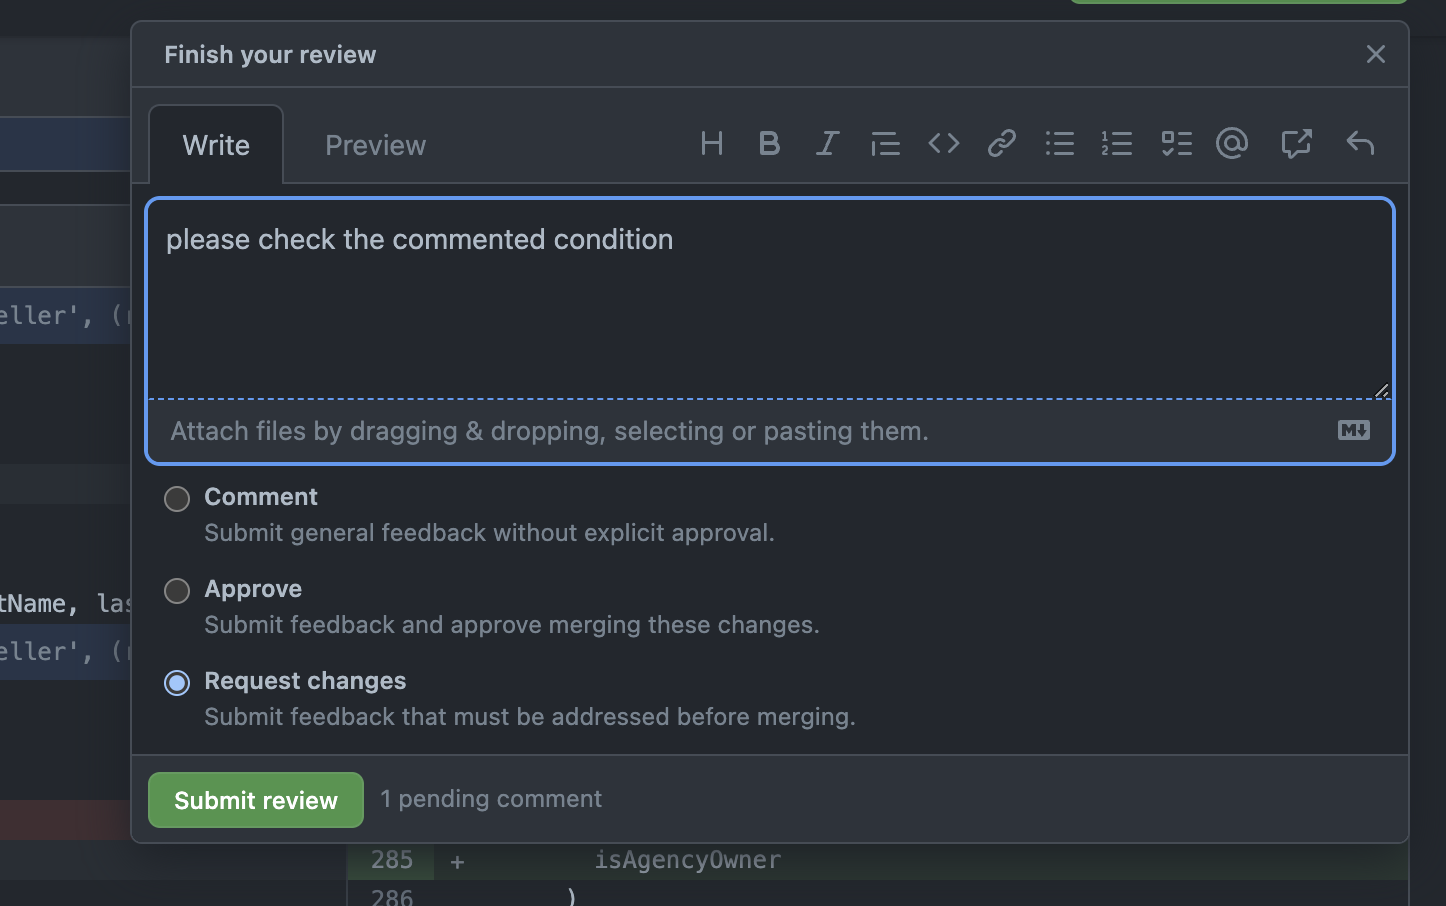 Finish your review
Write
Preview
please check the commented condition
Attach files by dragging & dropping, selecting or pasting them.
Comment
Submit general feedback without explicit approval.
Approve
Submit feedback and approve merging these changes.
Request changes
Submit feedback that must be addressed before merging.
Submit review
1 pending comment
eller', (
tName, las
eller', (
285 + isAgencyOwner
286 )